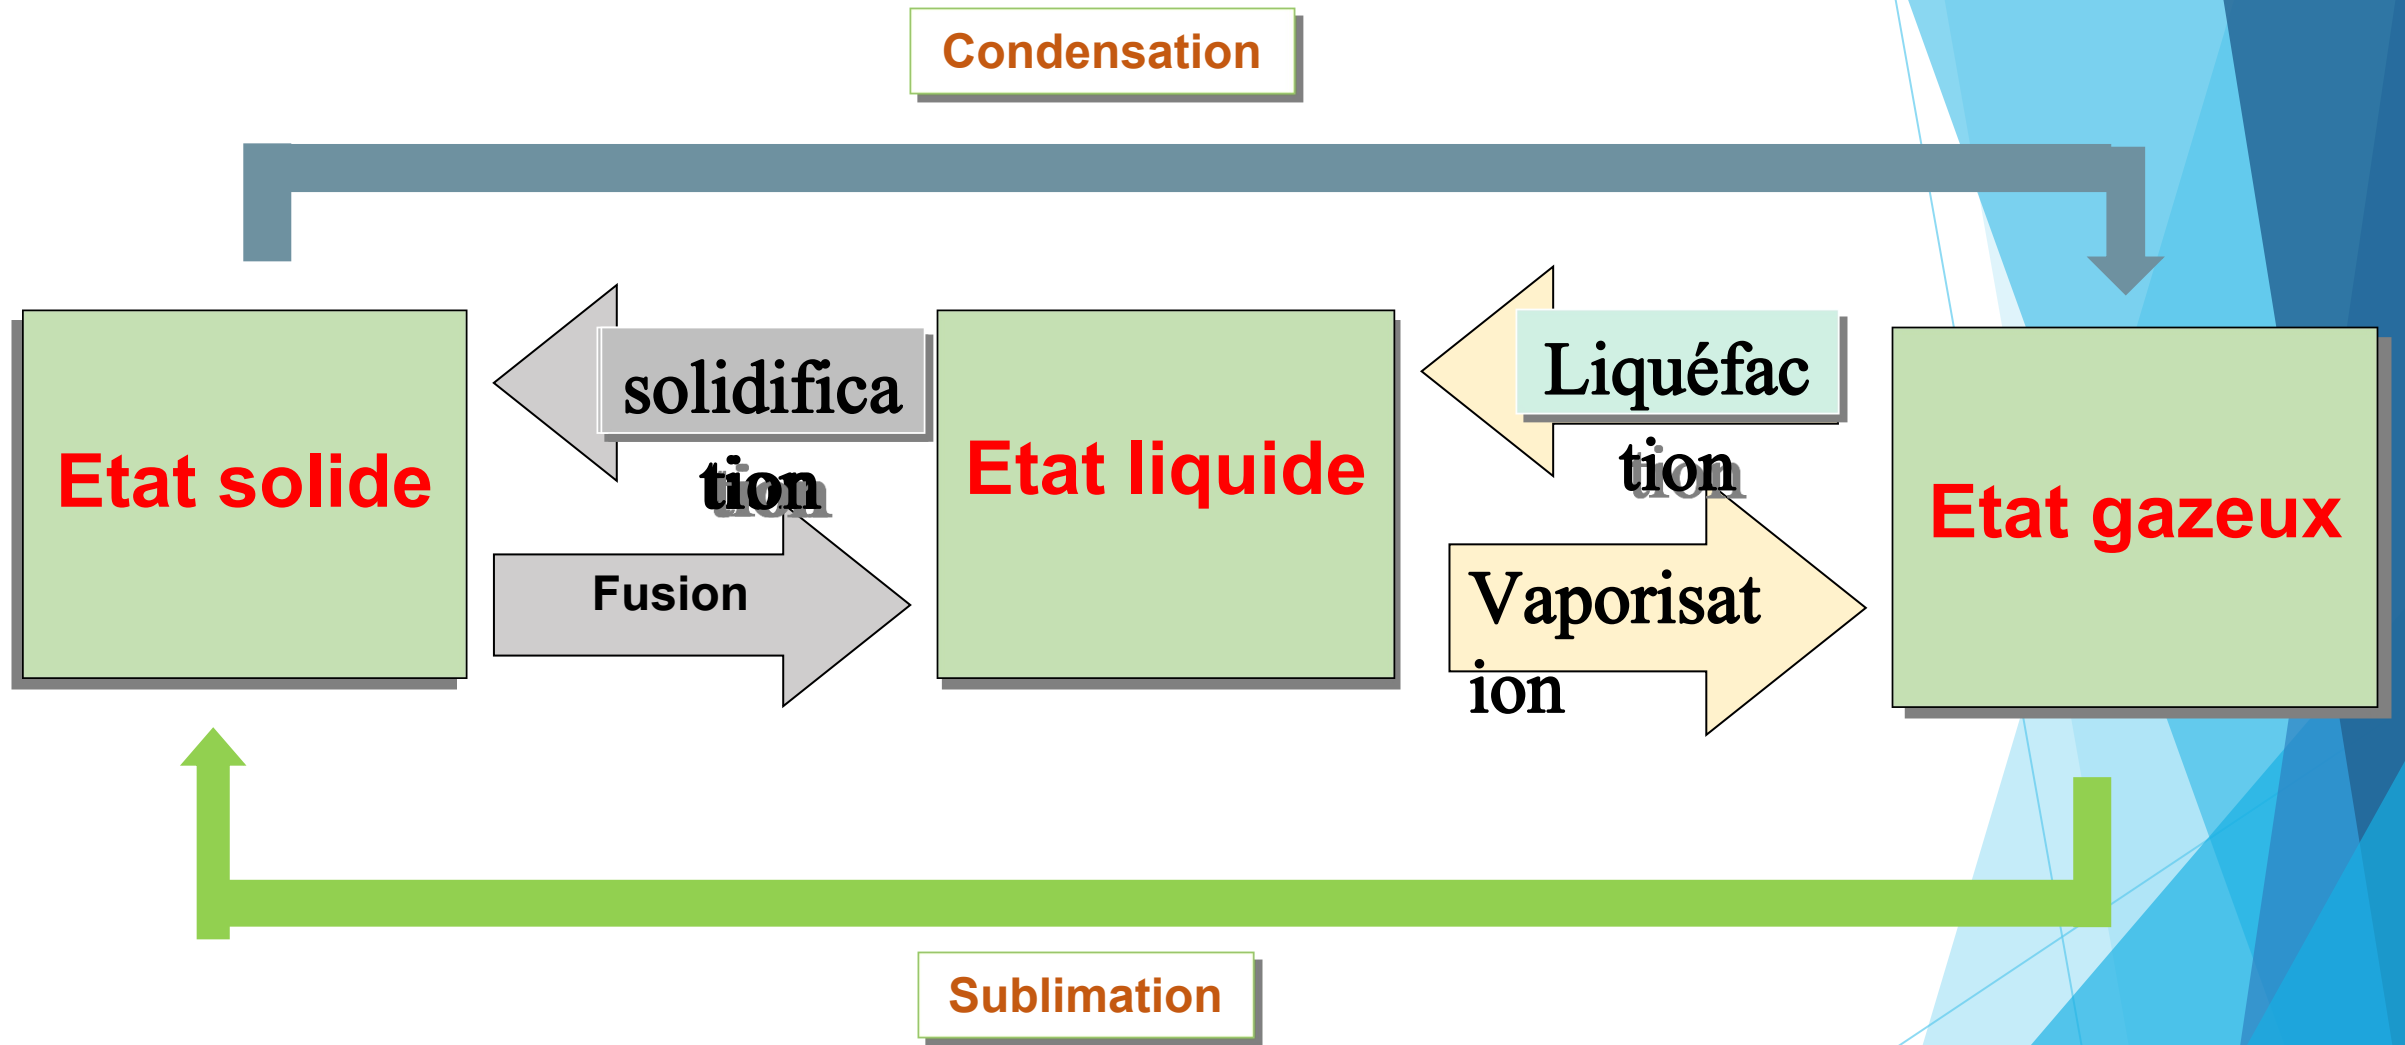 Condensation
solidifica
tion
Liquéfac
tion
Etat solide
Etat liquide
Etat gazeux
Fusion
Vaporisat
ion
Sublimation